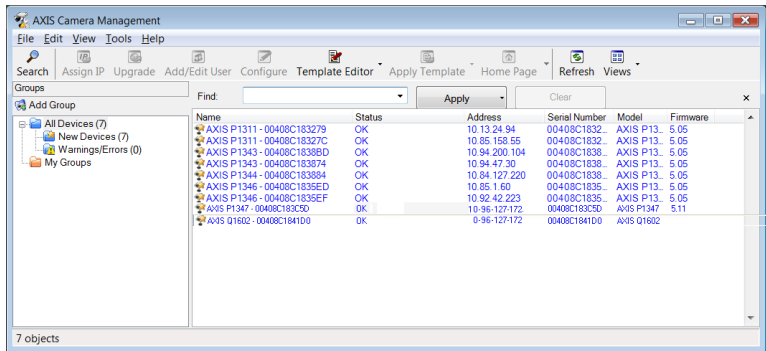 AXIS Camera Management
File Edit View Tools Help
Search Assign IP Upgrade Add/Edit User Configure Template Editor Apply Template Home Page Refresh Views
Groups
Find: Apply Clear
Add Group
Name Status Address Serial Number Model Firmware
All Devices (7)
New Devices (7)
Warnings/Errors (0)
My Groups
AXIS P1311 - 00408C183279 OK 10.13.24.94 00408C1832... AXIS P13... 5.05
AXIS P1311 - 00408C18327C OK 10.85.158.55 00408C1832... AXIS P13... 5.05
AXIS P1343 - 00408C1838BD OK 10.94.200.104 00408C1838... AXIS P13... 5.05
AXIS P1343 - 00408C183874 OK 10.94.47.30 00408C1838... AXIS P13... 5.05
AXIS P1344 - 00408C183884 OK 10.84.127.220 00408C1838... AXIS P13... 5.05
AXIS P1346 - 00408C1835ED OK 10.85.1.60 00408C1835... AXIS P13... 5.05
AXIS P1346 - 00408C1835EF OK 10.92.42.223 00408C1835... AXIS P13... 5.05
AXIS P1347 - 00408C183C5D OK 10-96-127-172 00408C183C5D AXIS P1347 5.11
AXIS Q1602 - 00408C1841D0 OK 0-96-127-172 00408C1841D0 AXIS Q1602
7 objects